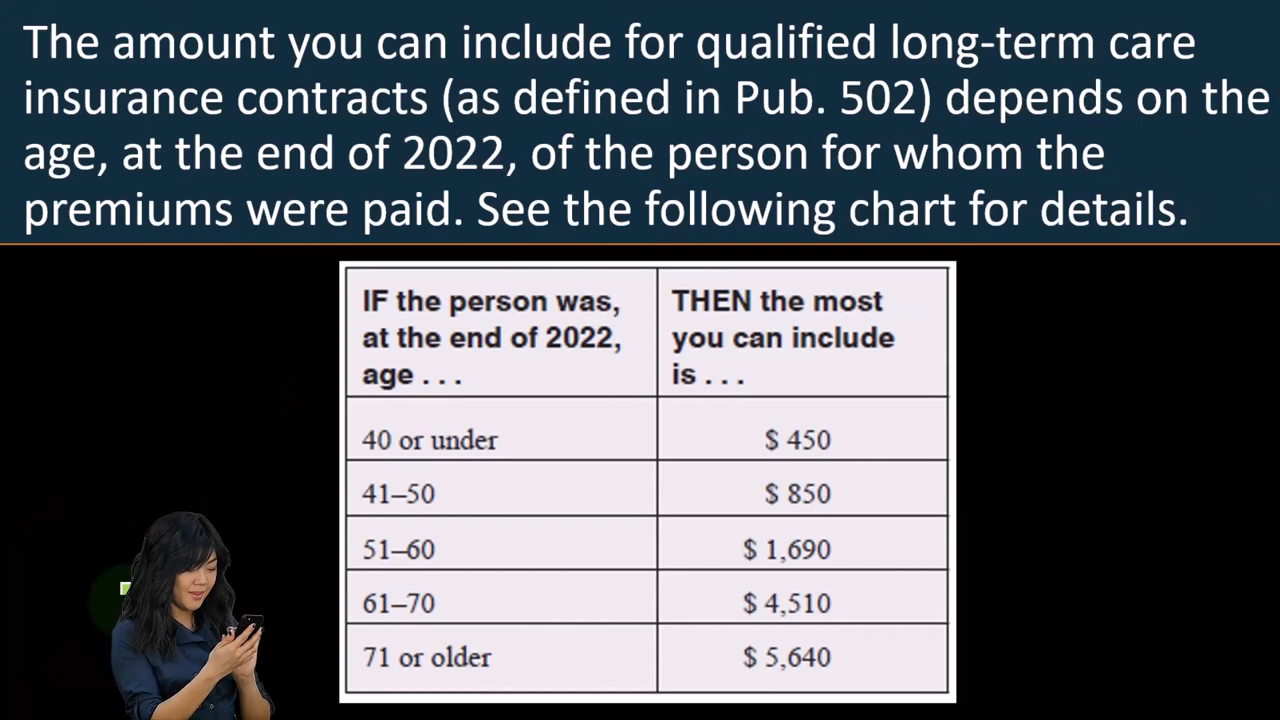 The amount you can include for qualified long-term care
insurance contracts (as defined in Pub. 502) depends on the
age, at the end of 2022, of the person for whom the
premiums were paid. See the following chart for details.
IF the person was,
at the end of 2022,
age . . .
THEN the most
you can include
is . . .
40 or under
$ 450
41–50
$ 850
51–60
$ 1,690
61–70
$ 4,510
71 or older
$ 5,640